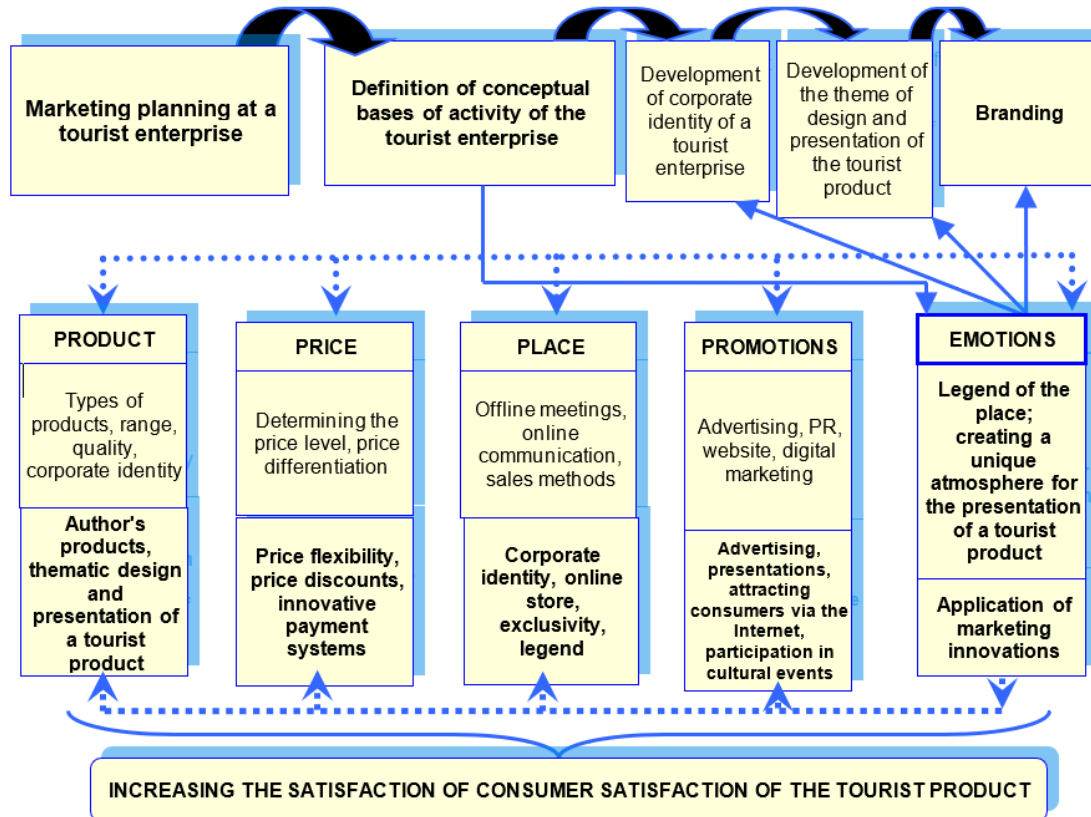 Marketing planning at a
tourist enterprise
Definition of conceptual
bases of activity of the
tourist enterprise
Development
of corporate
identity of a
tourist
enterprise
Development of
the theme of
design and
presentation of
the tourist
product
Branding
PRODUCT
Types of
products, range,
quality,
corporate identity
Author's
products,
thematic design
and
presentation of
a tourist
product
PRICE
Determining the
price level, price
differentiation
Price flexibility,
price discounts,
innovative
payment
systems
PLACE
Offline meetings,
online
communication,
sales methods
Corporate
identity, online
store,
exclusivity,
legend
PROMOTIONS
Advertising, PR,
website, digital
marketing
Advertising,
presentations,
attracting
consumers via the
Internet,
participation in
cultural events
EMOTIONS
Legend of the
place;
creating a
unique
atmosphere for
the presentation
of a tourist
product
Application of
marketing
innovations
INCREASING THE SATISFACTION OF CONSUMER SATISFACTION OF THE TOURIST PRODUCT